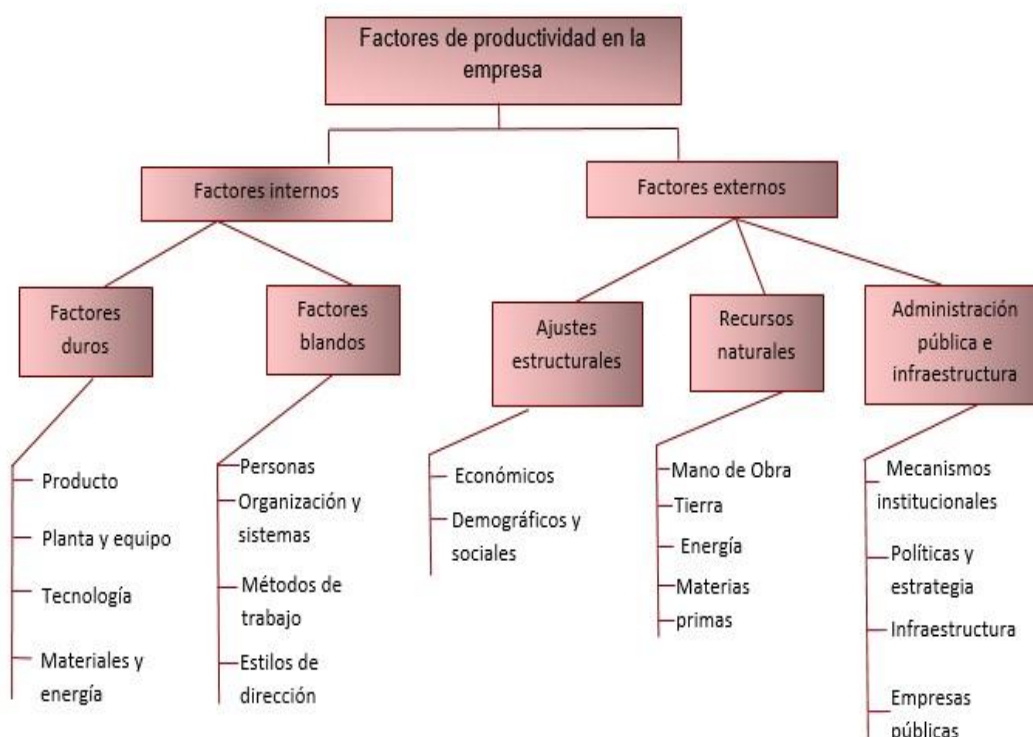 Factores de productividad en la
empresa
Factores internos
Factores externos
Factores
duros
Factores
blandos
Ajustes
estructurales
Recursos
naturales
Administración
pública e
infraestructura
Producto
Planta y equipo
Tecnología
Materiales y
energía
Personas
Organización y
sistemas
Métodos de
trabajo
Estilos de
dirección
Económicos
Demográficos y
sociales
Mano de Obra
Tierra
Energía
Materias
primas
Mecanismos
institucionales
Políticas y
estrategia
Infraestructura
Empresas
públicas